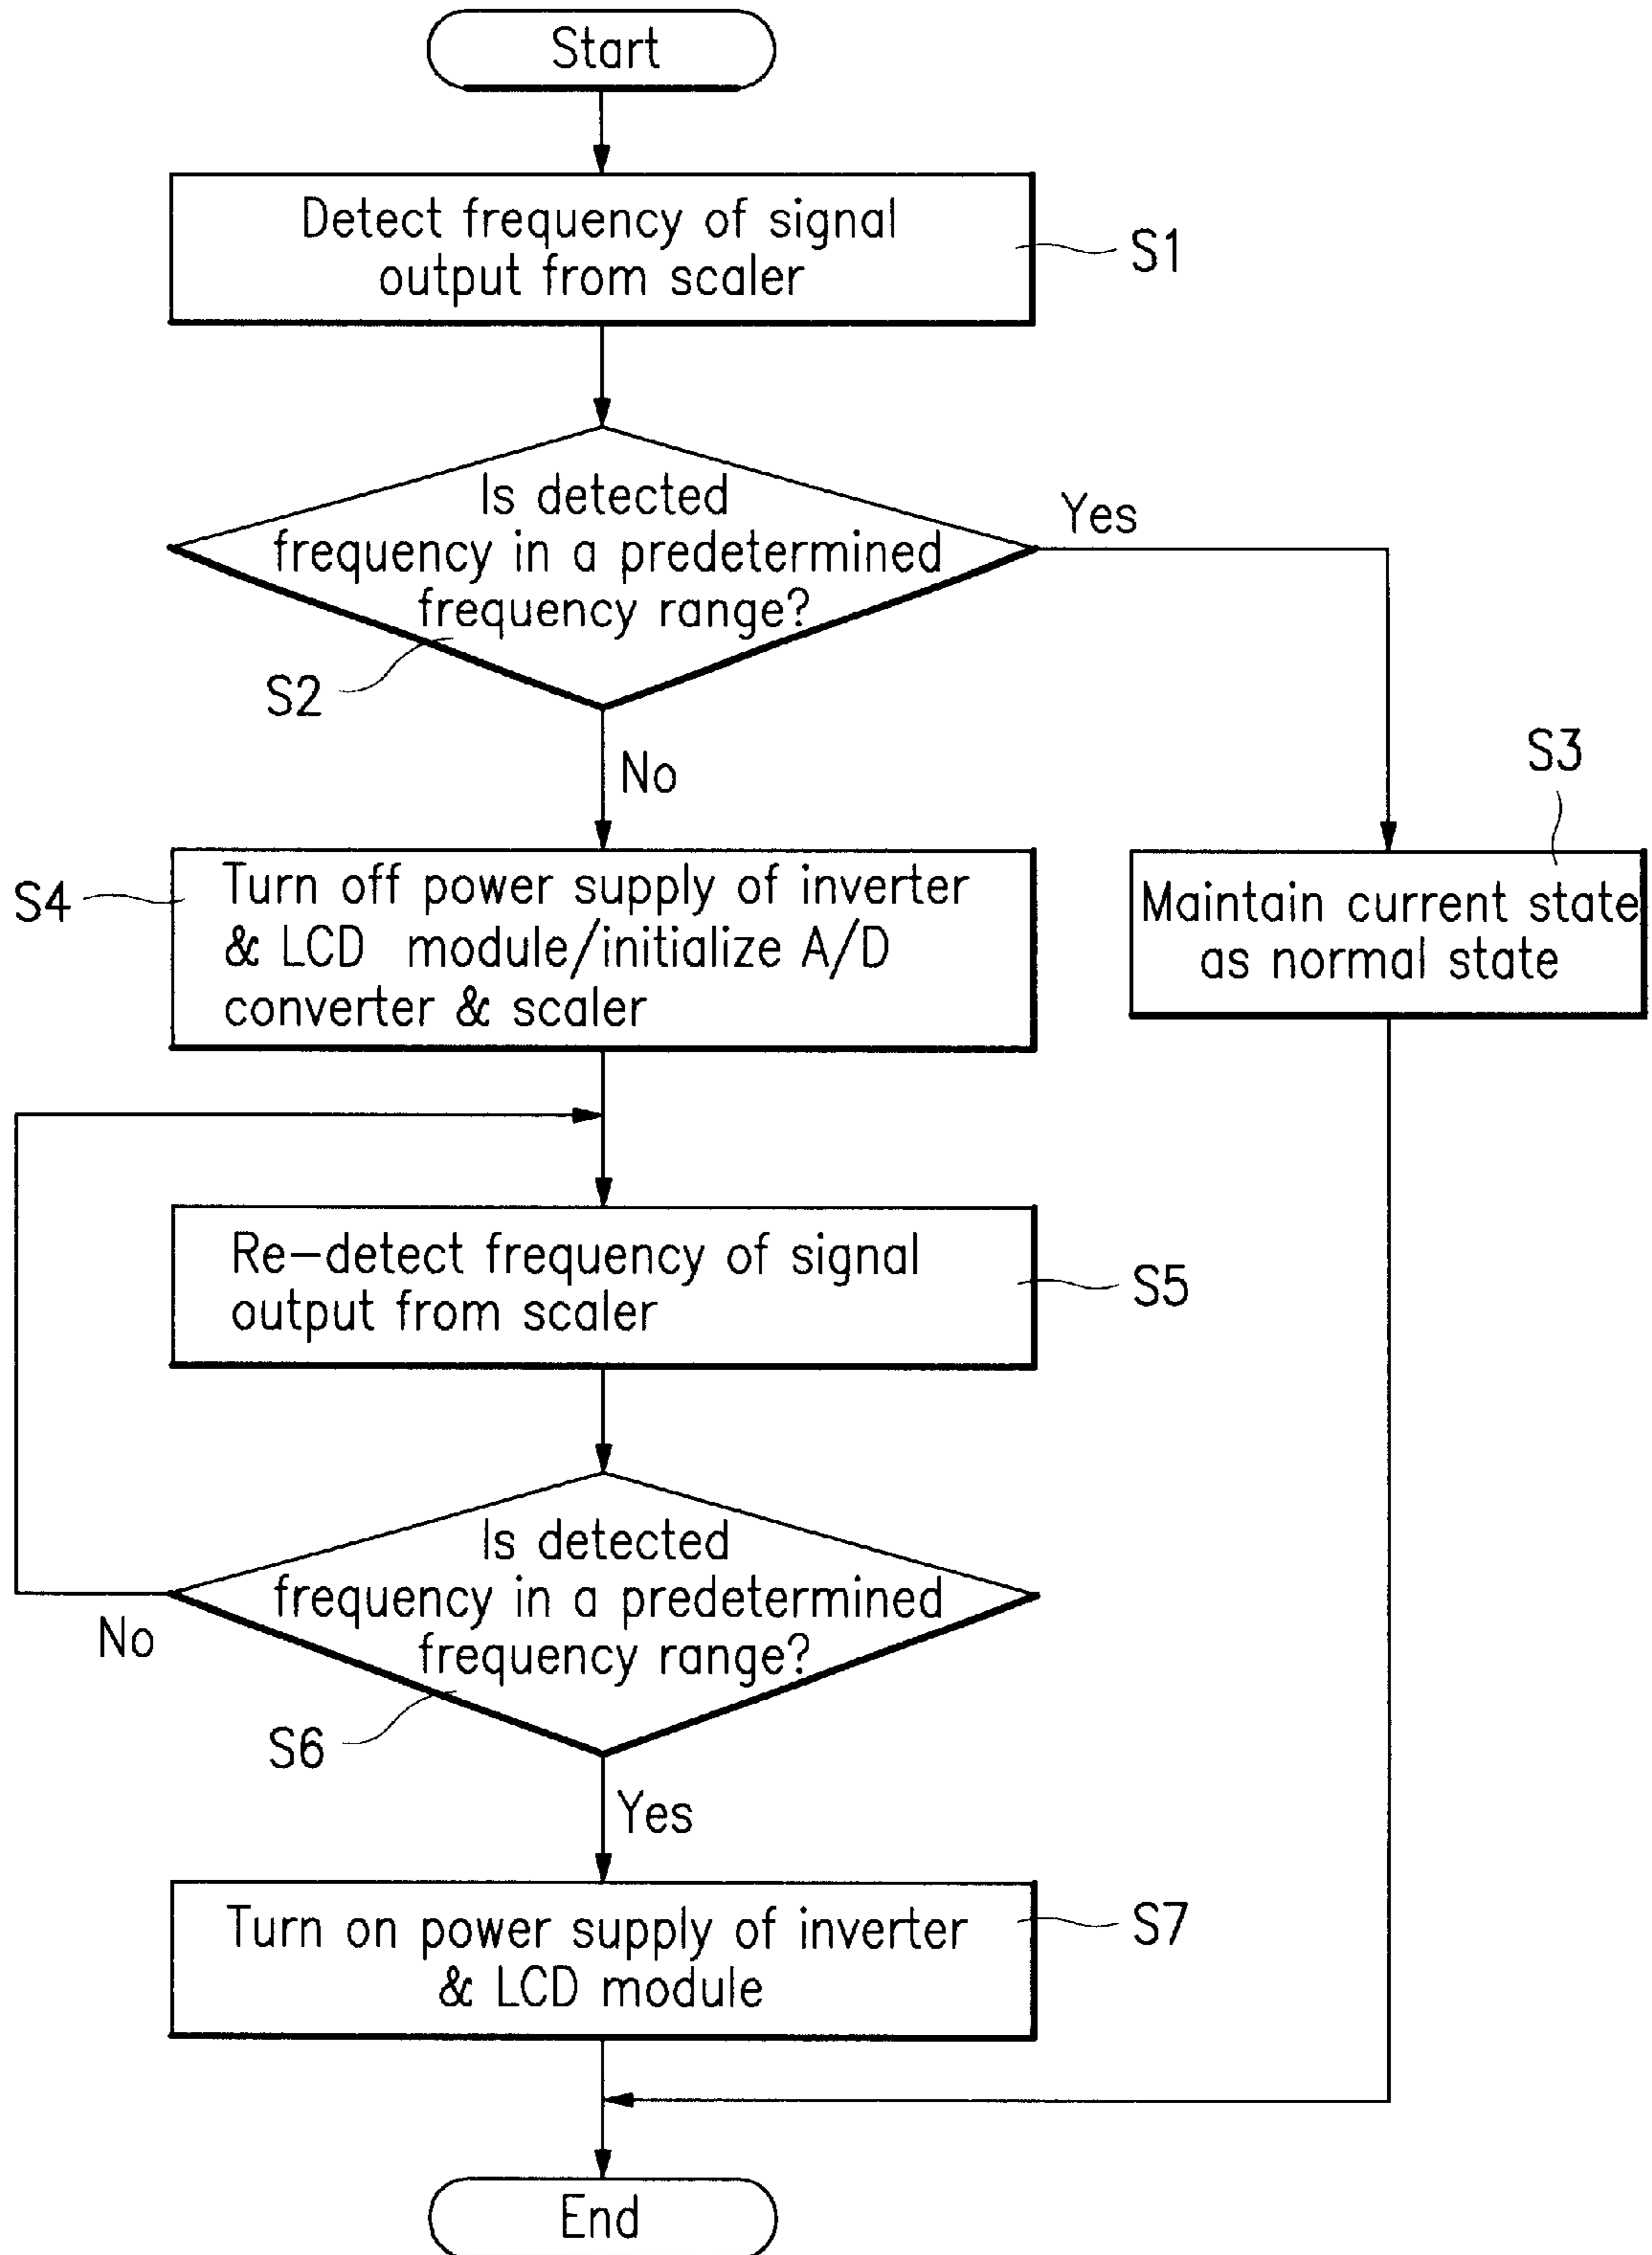 Start
Detect frequency of signal
output from scaler
S1
Is detected
frequency in a predetermined
frequency range?
Yes
S2
No
S3
Maintain current state
as normal state
S4
Turn off power supply of inverter
& LCD module/initialize A/D
converter & scaler
Re-detect frequency of signal
output from scaler
S5
Is detected
frequency in a predetermined
frequency range?
No
S6
Yes
Turn on power supply of inverter
& LCD module
S7
End